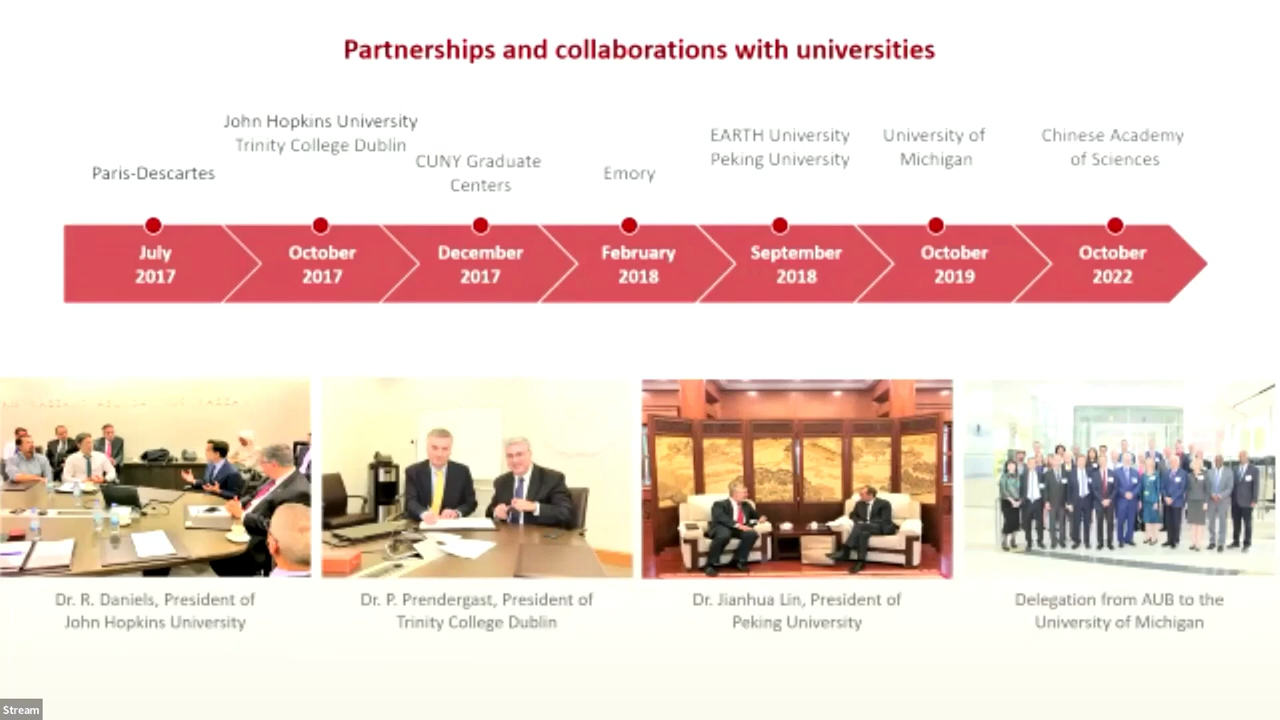 Partnerships and collaborations with universities
Paris-Descartes
John Hopkins University
Trinity College Dublin
CUNY Graduate
Centers
Emory
EARTH University
Peking University
University of
Michigan
Chinese Academy
of Sciences
July
2017
October
2017
December
2017
February
2018
September
2018
October
2019
October
2022
Dr. R. Daniels, President of
John Hopkins University
Dr. P. Prendergast, President of
Trinity College Dublin
Dr. Jianhua Lin, President of
Peking University
Delegation from AUB to the
University of Michigan
Stream